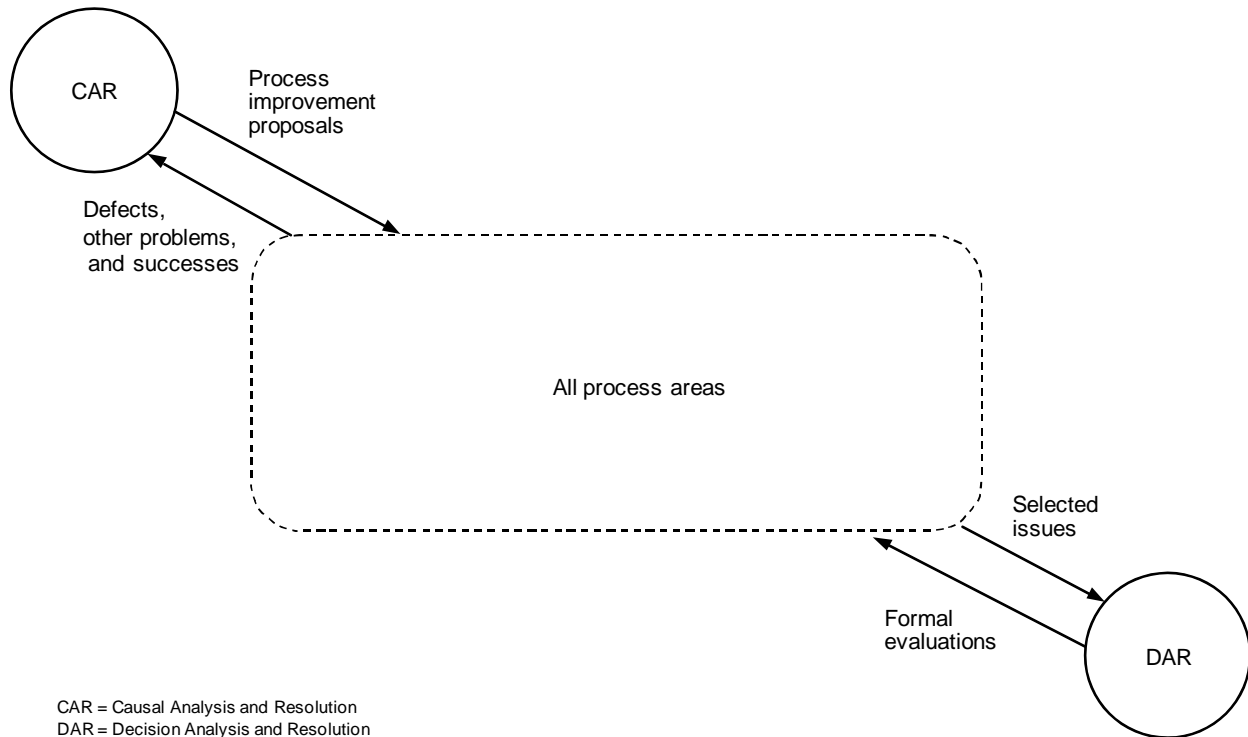 CAR
Process
improvement
proposals
Defects,
other problems,
and successes
All process areas
Selected
issues
Formal
evaluations
DAR
CAR = Causal Analysis and Resolution
DAR = Decision Analysis and Resolution